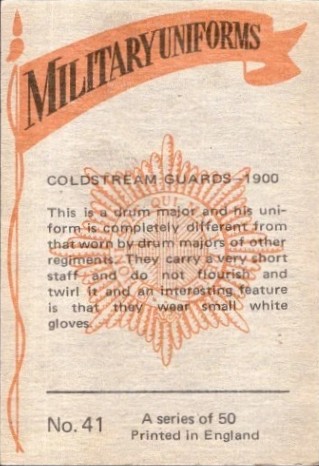 MILITARY UNIFORMS
COLDSTREAM GUARDS—1900
This is a drum major and his uni-
form is completely different from
that worn by drum majors of other
regiments. They carry a very short
staff and do not flourish and
twirl it and an interesting feature
is that they wear small white
gloves.
No. 41
A series of 50
Printed in England